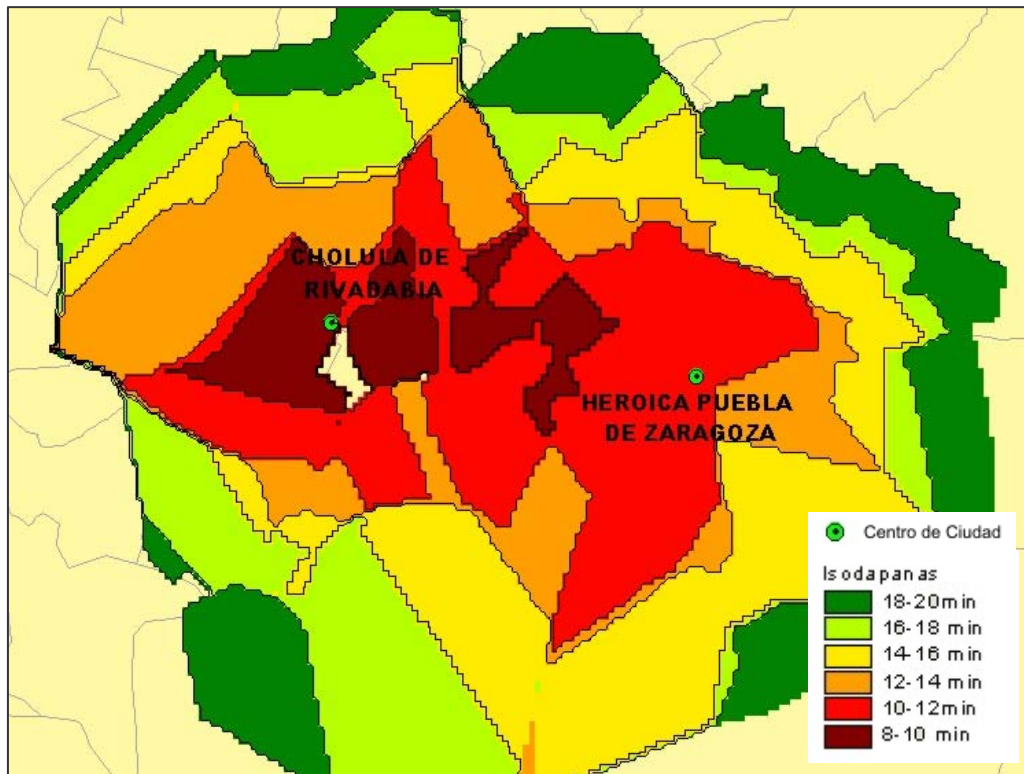 CHOLULA DE
RIVADABIA
HEROICA PUEBLA
DE ZARAGOZA
Centro de Ciudad
Isodapanas
18-20min
16-18 min
14-16 min
12-14 min
10-12min
8-10 min